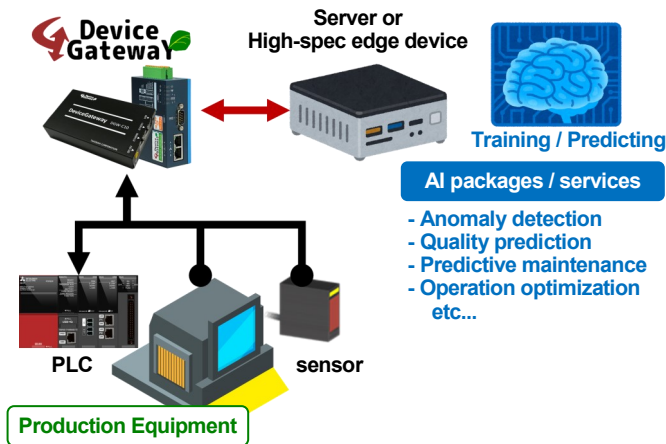 Device
GatewaY
Server or
High-spec edge device
DeviceGateway
Training / Predicting
AI packages / services
- Anomaly detection
- Quality prediction
- Predictive maintenance
- Operation optimization
etc...
PLC
sensor
Production Equipment